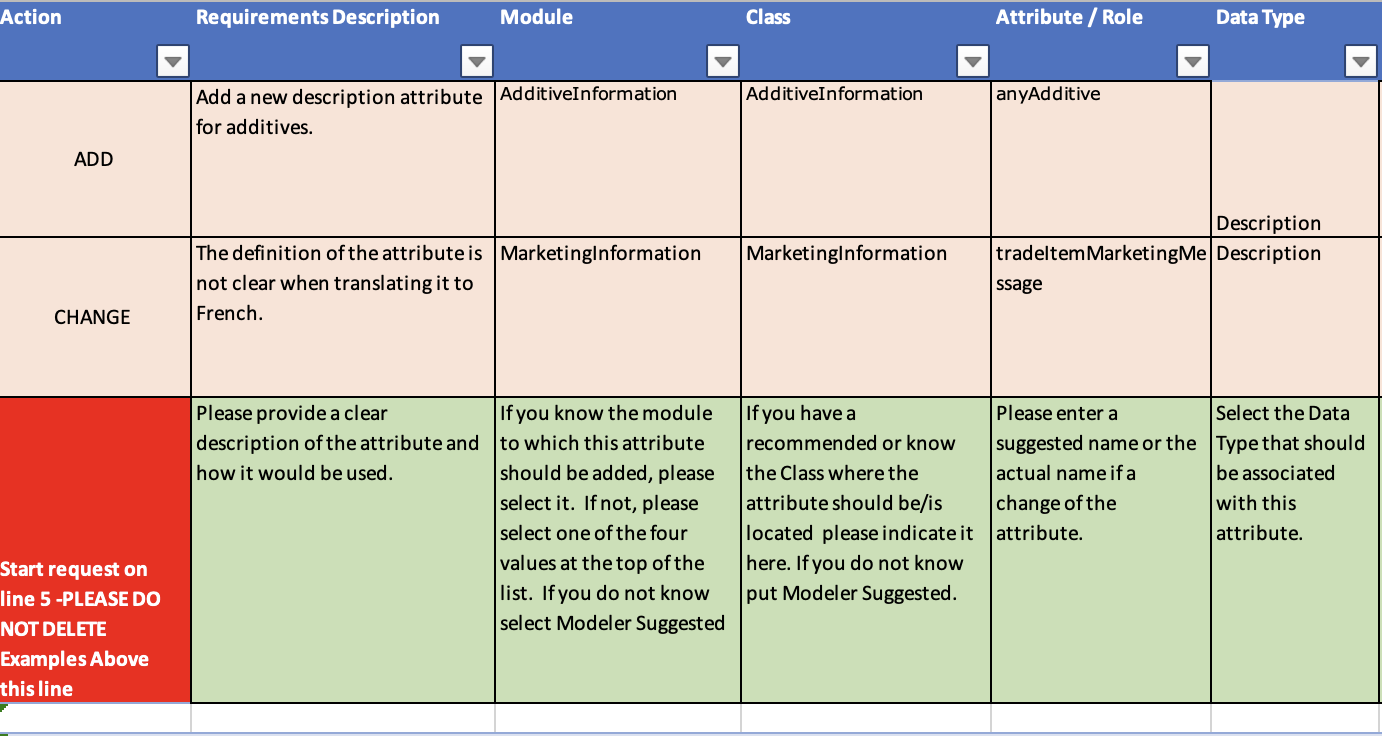 Action
Requirements Description
Module
Class
Attribute / Role
Data Type
ADD
Add a new description attribute
for additives.
AdditiveInformation
AdditiveInformation
anyAdditive
Description
CHANGE
The definition of the attribute is
not clear when translating it to
French.
MarketingInformation
MarketingInformation
tradeItemMarketingMe
ssage
Description
Start request on
line 5 -PLEASE DO
NOT DELETE
Examples Above
this line
Please provide a clear
description of the attribute and
how it would be used.
If you know the module
to which this attribute
should be added, please
select it.  If not, please
select one of the four
values at the top of the
list.  If you do not know
select Modeler Suggested
If you have a
recommended or know
the Class where the
attribute should be/is
located  please indicate it
here. If you do not know
put Modeler Suggested.
Please enter a
suggested name or the
actual name if a
change of the
attribute.
Select the Data
Type that should
be associated
with this
attribute.